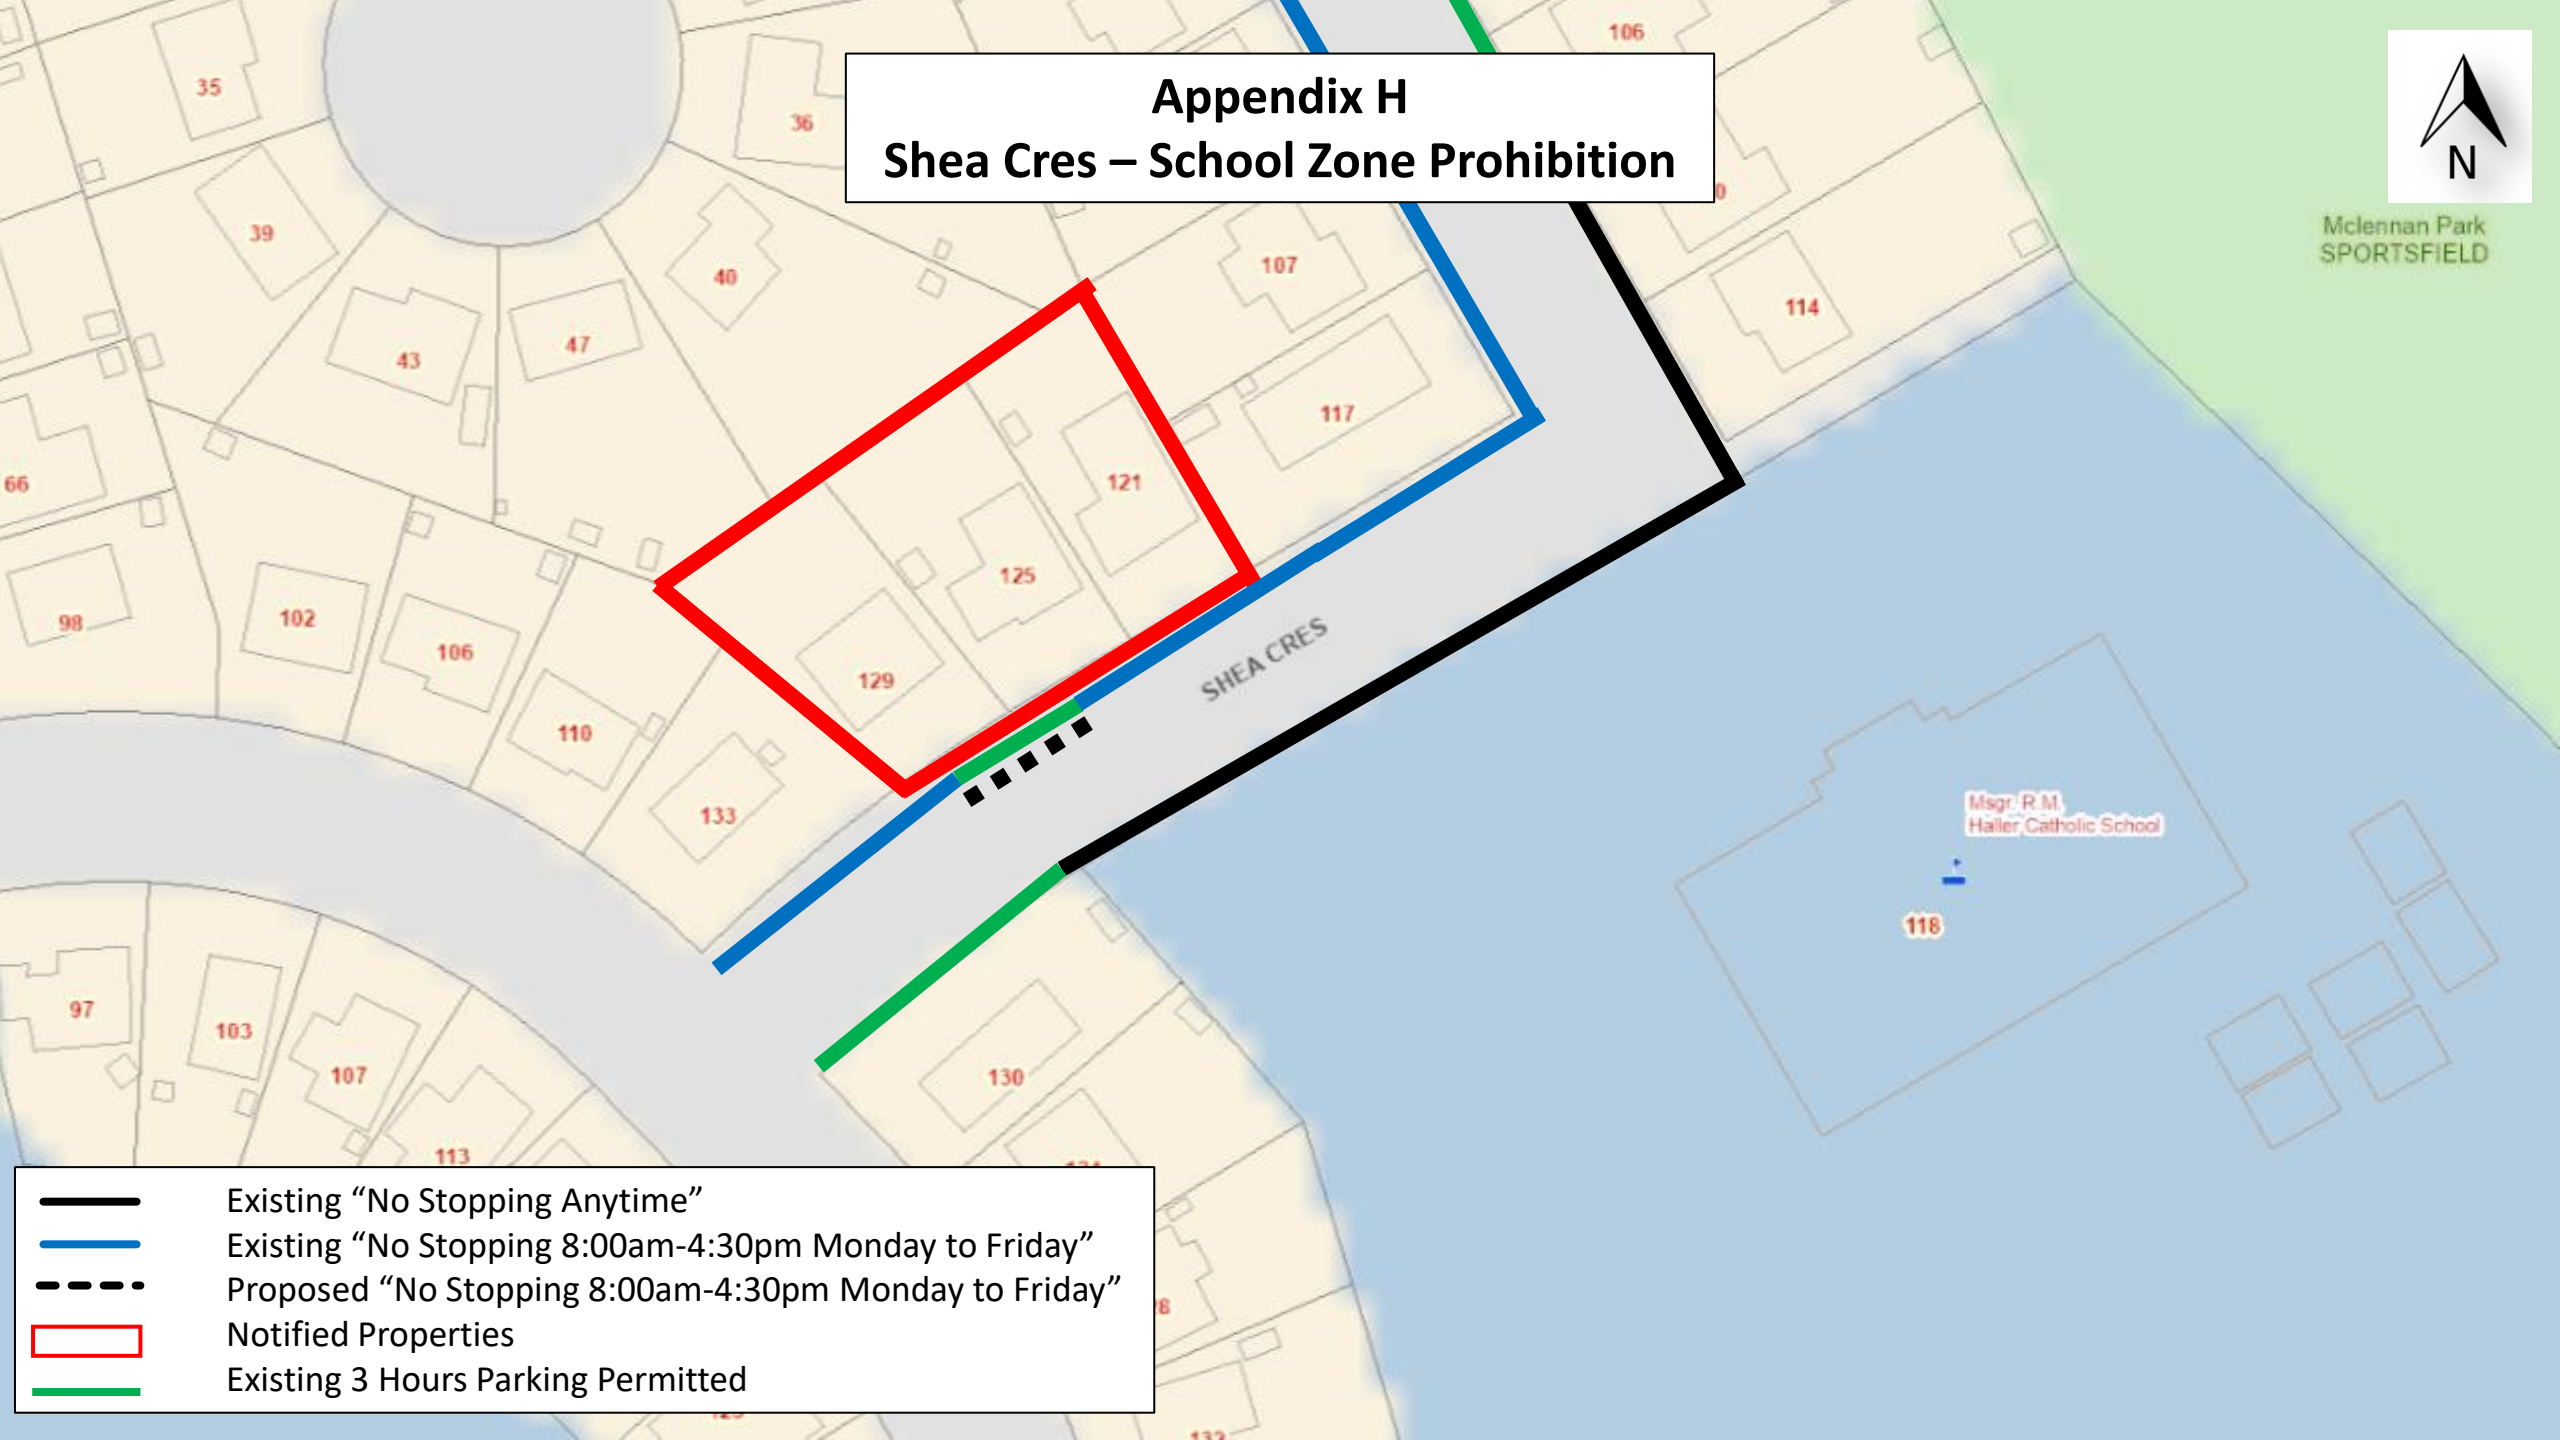 Appendix H
Shea Cres – School Zone Prohibition
N
Mclennan Park
SPORTSFIELD
35
36
106
39
40
107
114
43
47
117
66
121
125
98
102
106
129
110
133
SHEA CRES
Msgr. R.M.
Haller Catholic School
118
97
103
107
130
113
Existing “No Stopping Anytime”
Existing “No Stopping 8:00am-4:30pm Monday to Friday”
Proposed “No Stopping 8:00am-4:30pm Monday to Friday”
Notified Properties
Existing 3 Hours Parking Permitted